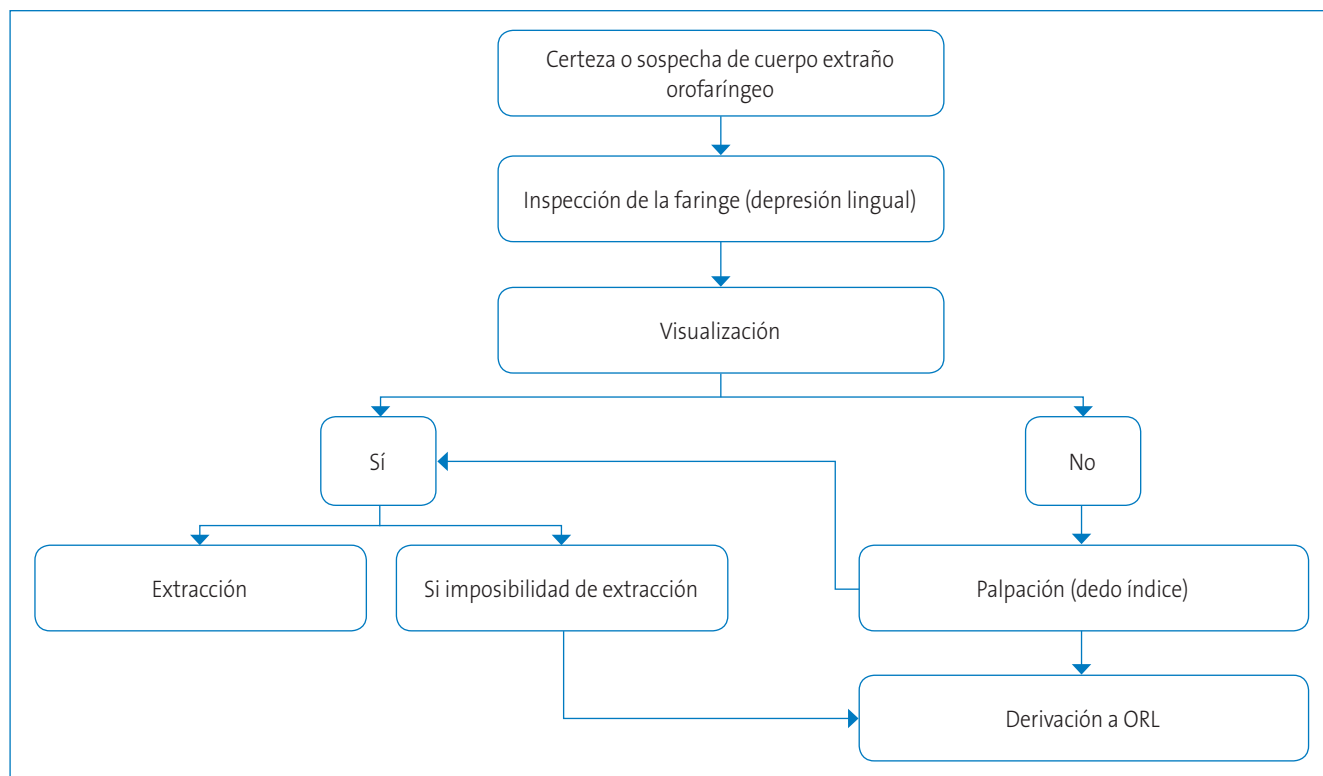 Certeza o sospecha de cuerpo extraño
orofaríngeo
Inspección de la faringe (depresión lingual)
Visualización
Sí
No
Extracción
Si imposibilidad de extracción
Palpación (dedo índice)
Derivación a ORL